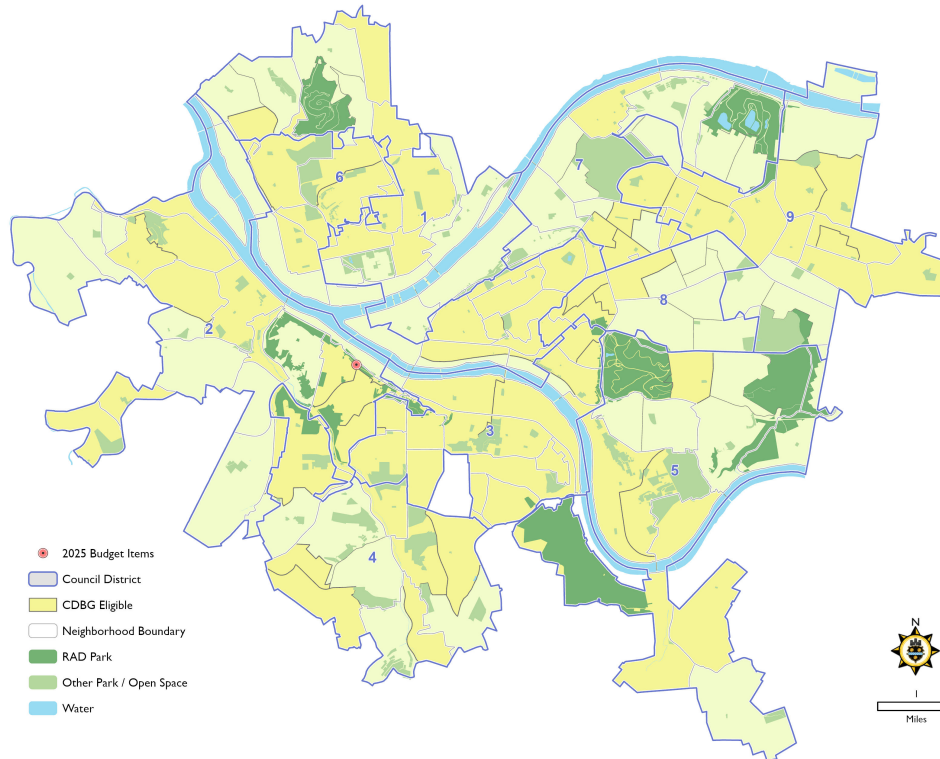 6
7
1
9
8
2
3
5
4
2025 Budget Items
Council District
CDBG Eligible
Neighborhood Boundary
RAD Park
Other Park / Open Space
Water
N
1
Miles